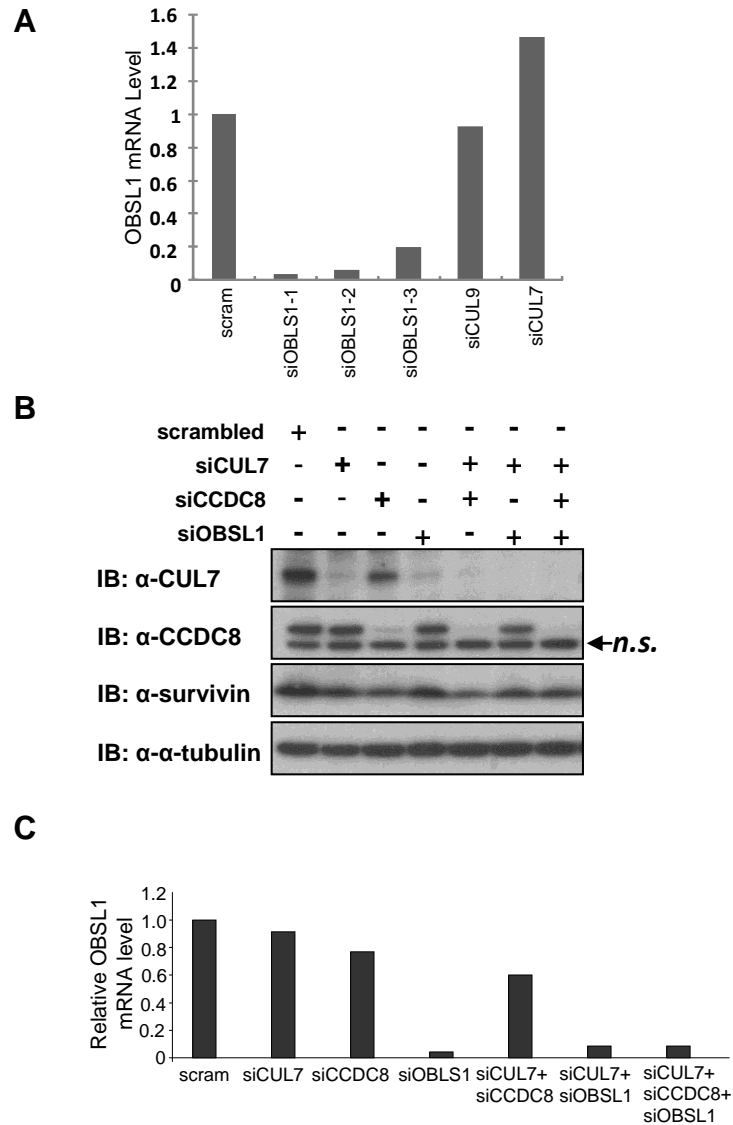 A
OBSL1 mRNA Level
1.6
1.4
1.2
1
0.8
0.6
0.4
0.2
0
scram
siOBLS1-1
siOBLS1-2
siOBLS1-3
siCUL9
siCUL7
B
scrambled + - - - - - -
siCUL7 - + - - + + +
siCCDC8 - - + - + - +
siOBSL1 - - - + - + +
IB: α-CUL7
IB: α-CCDC8
n.s.
IB: α-survivin
IB: α-α-tubulin
C
Relative OBSL1
mRNA level
1.2
1.0
0.8
0.6
0.4
0.2
0
scram
siCUL7
siCCDC8
siOBLS1
siCUL7+
siCCDC8
siCUL7+
siOBSL1
siCUL7+
siCCDC8+
siOBSL1